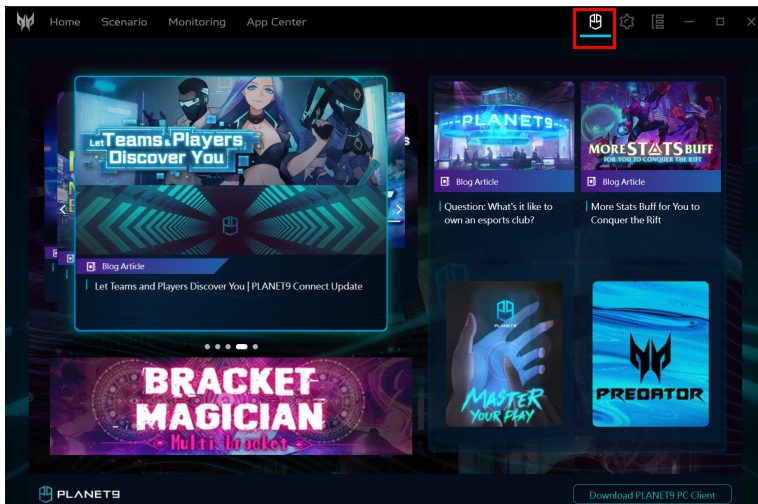 Home Scenario Monitoring App Center
Let Teams & Players
Discover You
Blog Article
Let Teams and Players Discover You | PLANET9 Connect Update
BRACKET
MAGICIAN
Multi bracket
PLANET9
Blog Article
Question: What's it like to
own an esports club?
MORE STATS BUFF
FOR YOU TO CONQUER THE RIFT
Blog Article
More Stats Buff for You to
Conquer the Rift
PLANET9
MASTER
YOUR PLAY
PREDATOR
PLANET9
Download PLANET9 PC Client